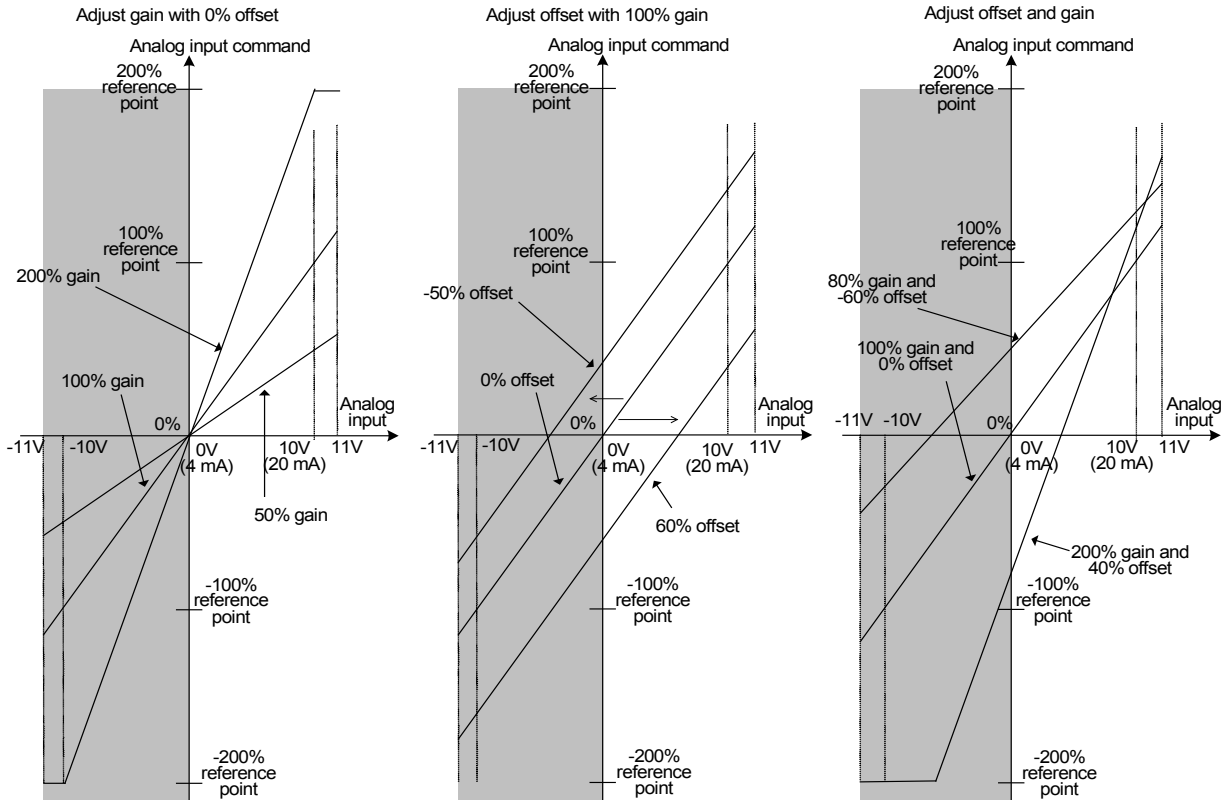 Adjust gain with 0% offset
Analog input command
200%
reference
point
100%
reference
point
200% gain
100% gain
0%
Analog
input
-11V
-10V
0V
(4 mA)
10V
(20 mA)
11V
50% gain
-100%
reference
point
-200%
reference
point
Adjust offset with 100% gain
Analog input command
200%
reference
point
100%
reference
point
-50% offset
0% offset
0%
Analog
input
-11V
-10V
0V
(4 mA)
10V
(20 mA)
11V
60% offset
-100%
reference
point
-200%
reference
point
Adjust offset and gain
Analog input command
200%
reference
point
100%
reference
point
80% gain and
-60% offset
100% gain and
0% offset
-11V
-10V
0%
Analog
input
0V
(4 mA)
10V
(20 mA)
11V
200% gain and
40% offset
-100%
reference
point
-200%
reference
point